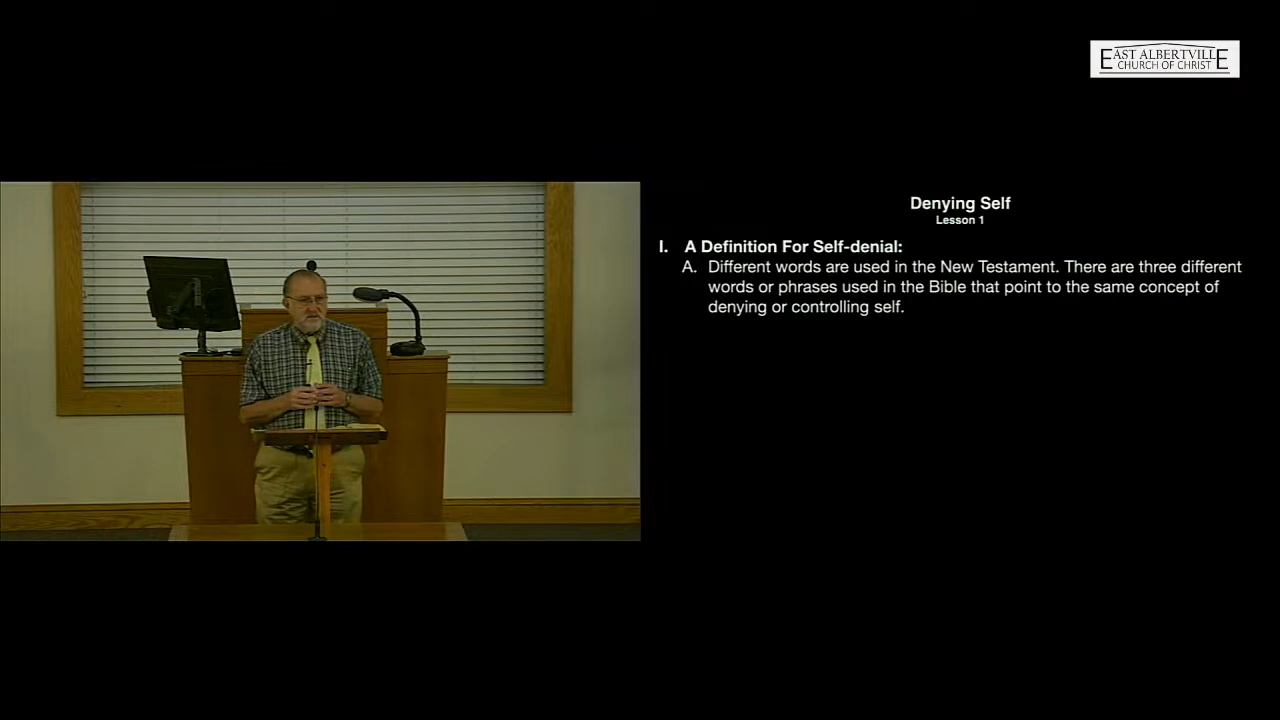 EAST ALBERTVILLE
CHURCH OF CHRIST
Denying Self
Lesson 1
I. A Definition For Self-denial:
A. Different words are used in the New Testament. There are three different
words or phrases used in the Bible that point to the same concept of
denying or controlling self.